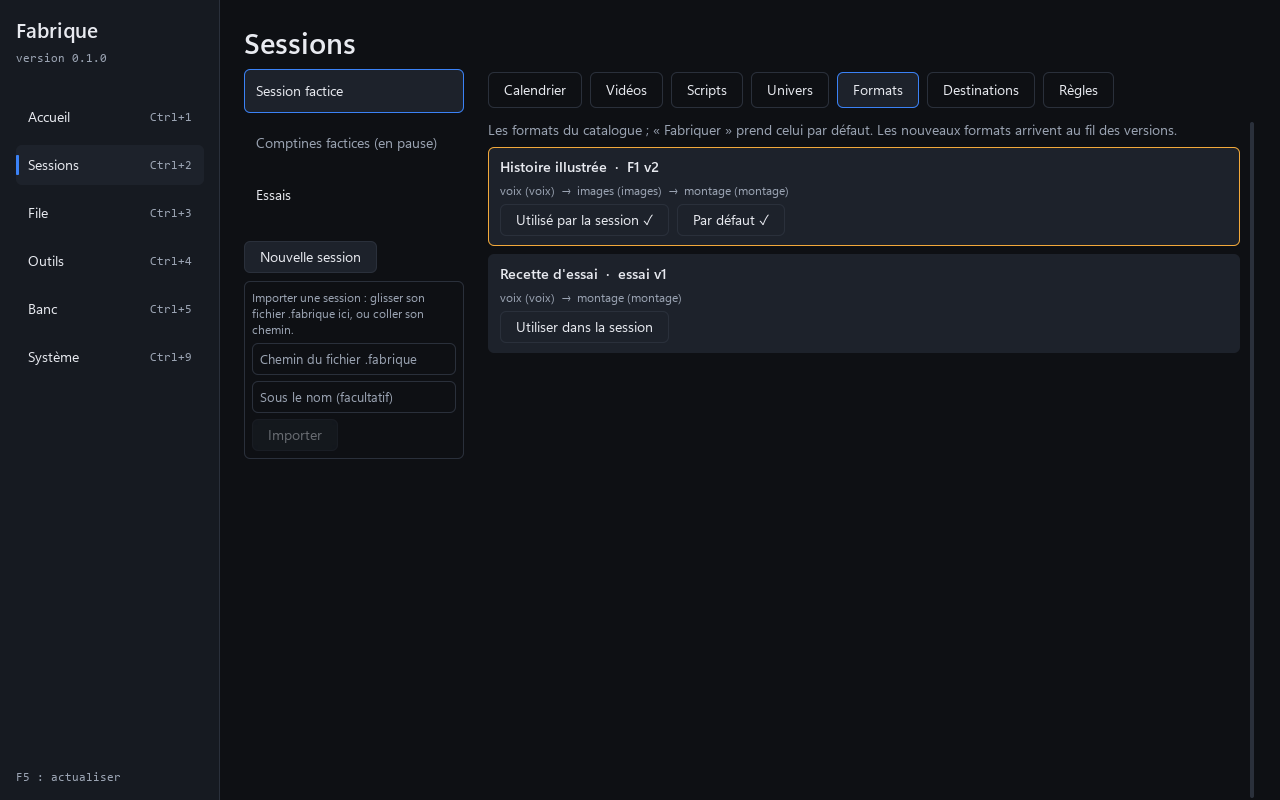 Fabrique
version 0.1.0
Accueil Ctrl+1
Sessions Ctrl+2
File Ctrl+3
Outils Ctrl+4
Banc Ctrl+5
Système Ctrl+9
F5 : actualiser
Sessions
Session factice
Comptines factices (en pause)
Essais
Nouvelle session
Importer une session : glisser son
fichier .fabrique ici, ou coller son
chemin.
Chemin du fichier .fabrique
Sous le nom (facultatif)
Importer
Calendrier Vidéos Scripts Univers Formats Destinations Règles
Les formats du catalogue ; « Fabriquer » prend celui par défaut. Les nouveaux formats arrivent au fil des versions.
Histoire illustrée · F1 v2
voix (voix) → images (images) → montage (montage)
Utilisé par la session ✓ Par défaut ✓
Recette d'essai · essai v1
voix (voix) → montage (montage)
Utiliser dans la session